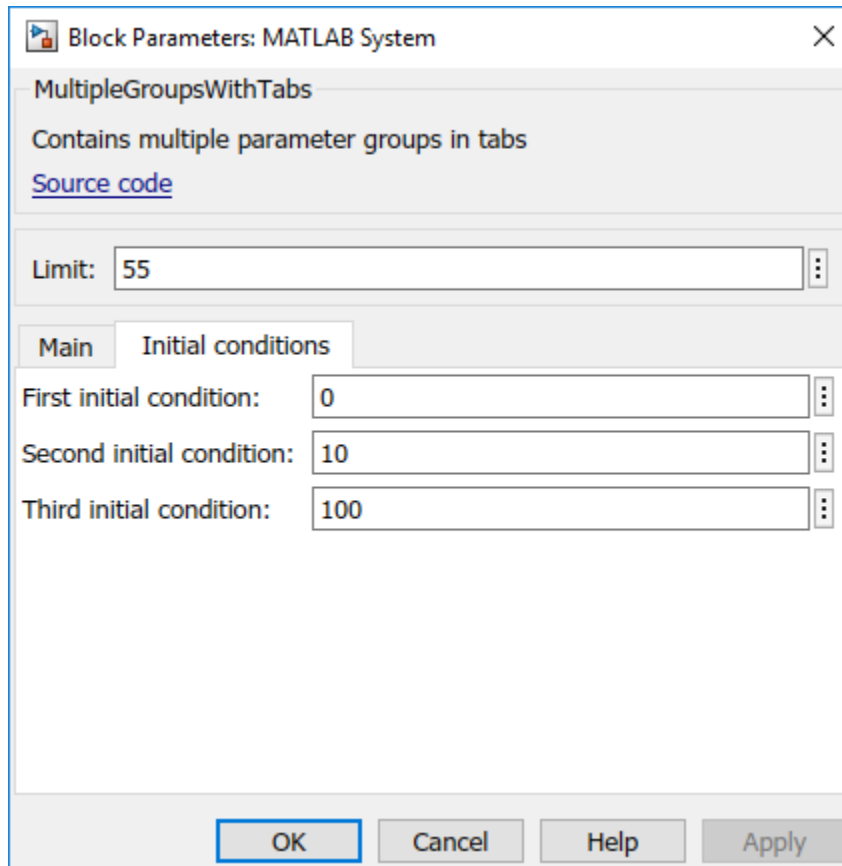 Block Parameters: MATLAB System
MultipleGroupsWithTabs
Contains multiple parameter groups in tabs
Source code
Limit: 55
Main Initial conditions
First initial condition: 0
Second initial condition: 10
Third initial condition: 100
OK Cancel Help Apply